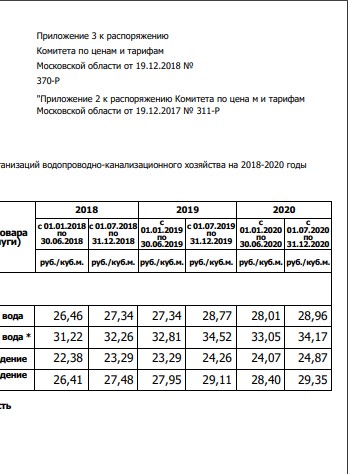 Приложение 3 к распоряжению
Комитета по ценам и тарифам
Московской области от 19.12.2018 №
370-Р
"Приложение 2 к распоряжению Комитета по цена м и тарифам
Московской области от 19.12.2017 № 311-Р
танизаций водопроводно-канализационного хозяйства на 2018-2020 годы
овара
луги)
2018 2019 2020
с 01.01.2018 по 30.06.2018 с 01.07.2018 по 31.12.2018 с 01.01.2019 по 30.06.2019 с 01.07.2019 по 31.12.2019 с 01.01.2020 по 30.06.2020 с 01.07.2020 по 31.12.2020
руб./куб.м. руб./куб.м. руб./куб.м. руб./куб.м. руб./куб.м. руб./куб.м.
вода 26,46 27,34 27,34 28,77 28,01 28,96
вода * 31,22 32,26 32,81 34,52 33,05 34,17
дение 22,38 23,29 23,29 24,26 24,07 24,87
дение 26,41 27,48 27,95 29,11 28,40 29,35
сть